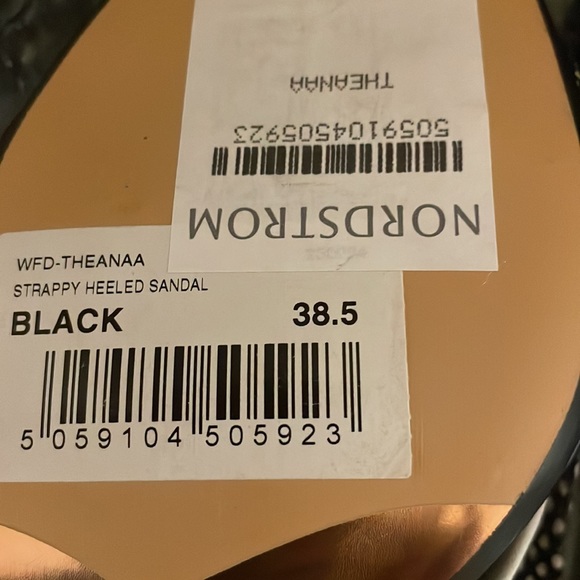 NORDSTROM
5059104505923
THEANAA
WFD-THEANAA
STRAPPY HEELED SANDAL
BLACK 38.5
5 059104 505923